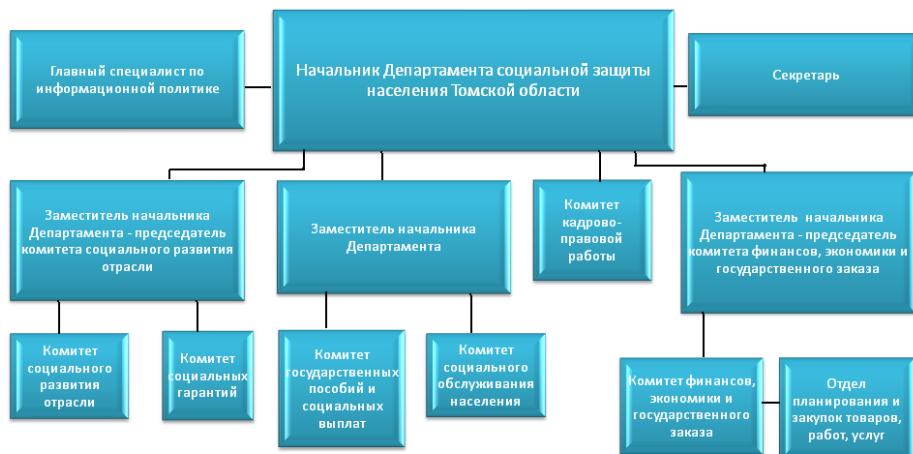 Главный специалист по
информационной политике
Начальник Департамента социальной защиты
населения Томской области
Секретарь
Заместитель начальника
Департамента - председатель
комитета социального развития
отрасли
Заместитель начальника
Департамента
Комитет
кадрово-
правовой
работы
Заместитель начальника
Департамента - председатель
комитета финансов, экономики и
государственного заказа
Комитет
социального
развития
отрасли
Комитет
социальных
гарантий
Комитет
государственных
пособий и
социальных
выплат
Комитет
социального
обслуживания
населения
Комитет финансов,
экономики и
государственного
заказа
Отдел
планирования и
закупок товаров,
работ, услуг